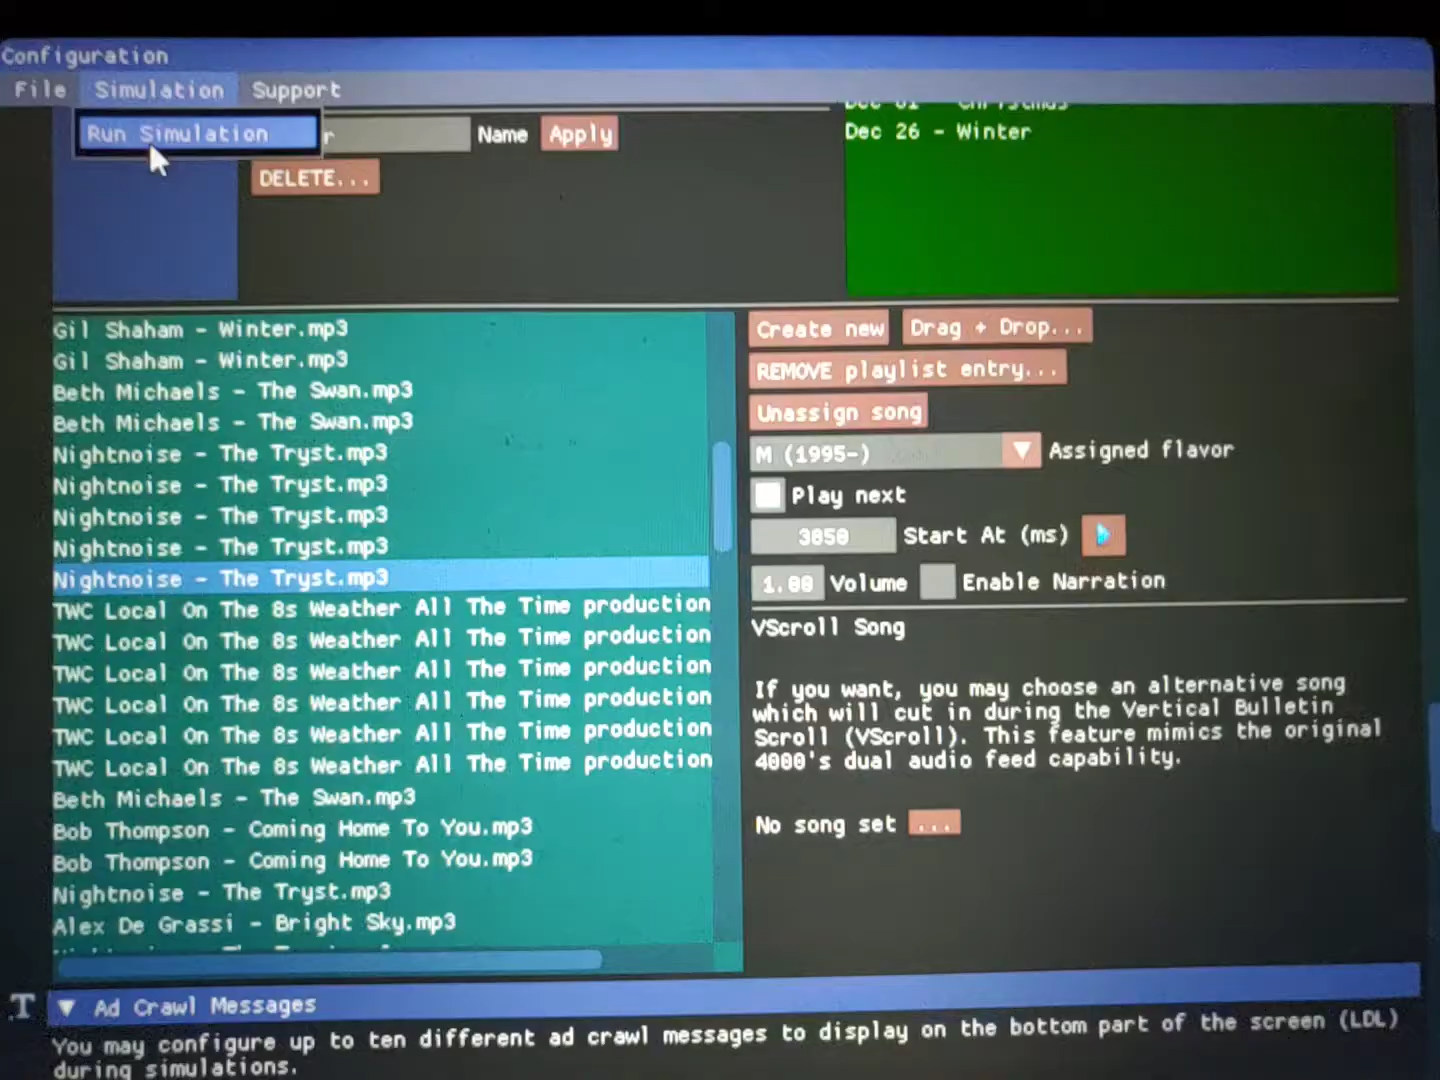 Configuration
File Simulation Support
Run Simulation
r Name Apply
DELETE...
Dec 26 - Winter
Gil Shaham - Winter.mp3
Gil Shaham - Winter.mp3
Beth Michaels - The Swan.mp3
Beth Michaels - The Swan.mp3
Nightnoise - The Tryst.mp3
Nightnoise - The Tryst.mp3
Nightnoise - The Tryst.mp3
Nightnoise - The Tryst.mp3
Nightnoise - The Tryst.mp3
TWC Local On The 8s Weather All The Time production
TWC Local On The 8s Weather All The Time production
TWC Local On The 8s Weather All The Time production
TWC Local On The 8s Weather All The Time production
TWC Local On The 8s Weather All The Time production
TWC Local On The 8s Weather All The Time production
Beth Michaels - The Swan.mp3
Bob Thompson - Coming Home To You.mp3
Bob Thompson - Coming Home To You.mp3
Nightnoise - The Tryst.mp3
Alex De Grassi - Bright Sky.mp3
Create new Drag + Drop...
REMOVE playlist entry...
Unassign song
M (1995-) Assigned flavor
Play next
3850 Start At (ms)
1.00 Volume Enable Narration
VScroll Song
If you want, you may choose an alternative song
which will cut in during the Vertical Bulletin
Scroll (VScroll). This feature mimics the original
4000's dual audio feed capability.
No song set ...
.T Ad Crawl Messages
You may configure up to ten different ad crawl messages to display on the bottom part of the screen (LDL)
during simulations.